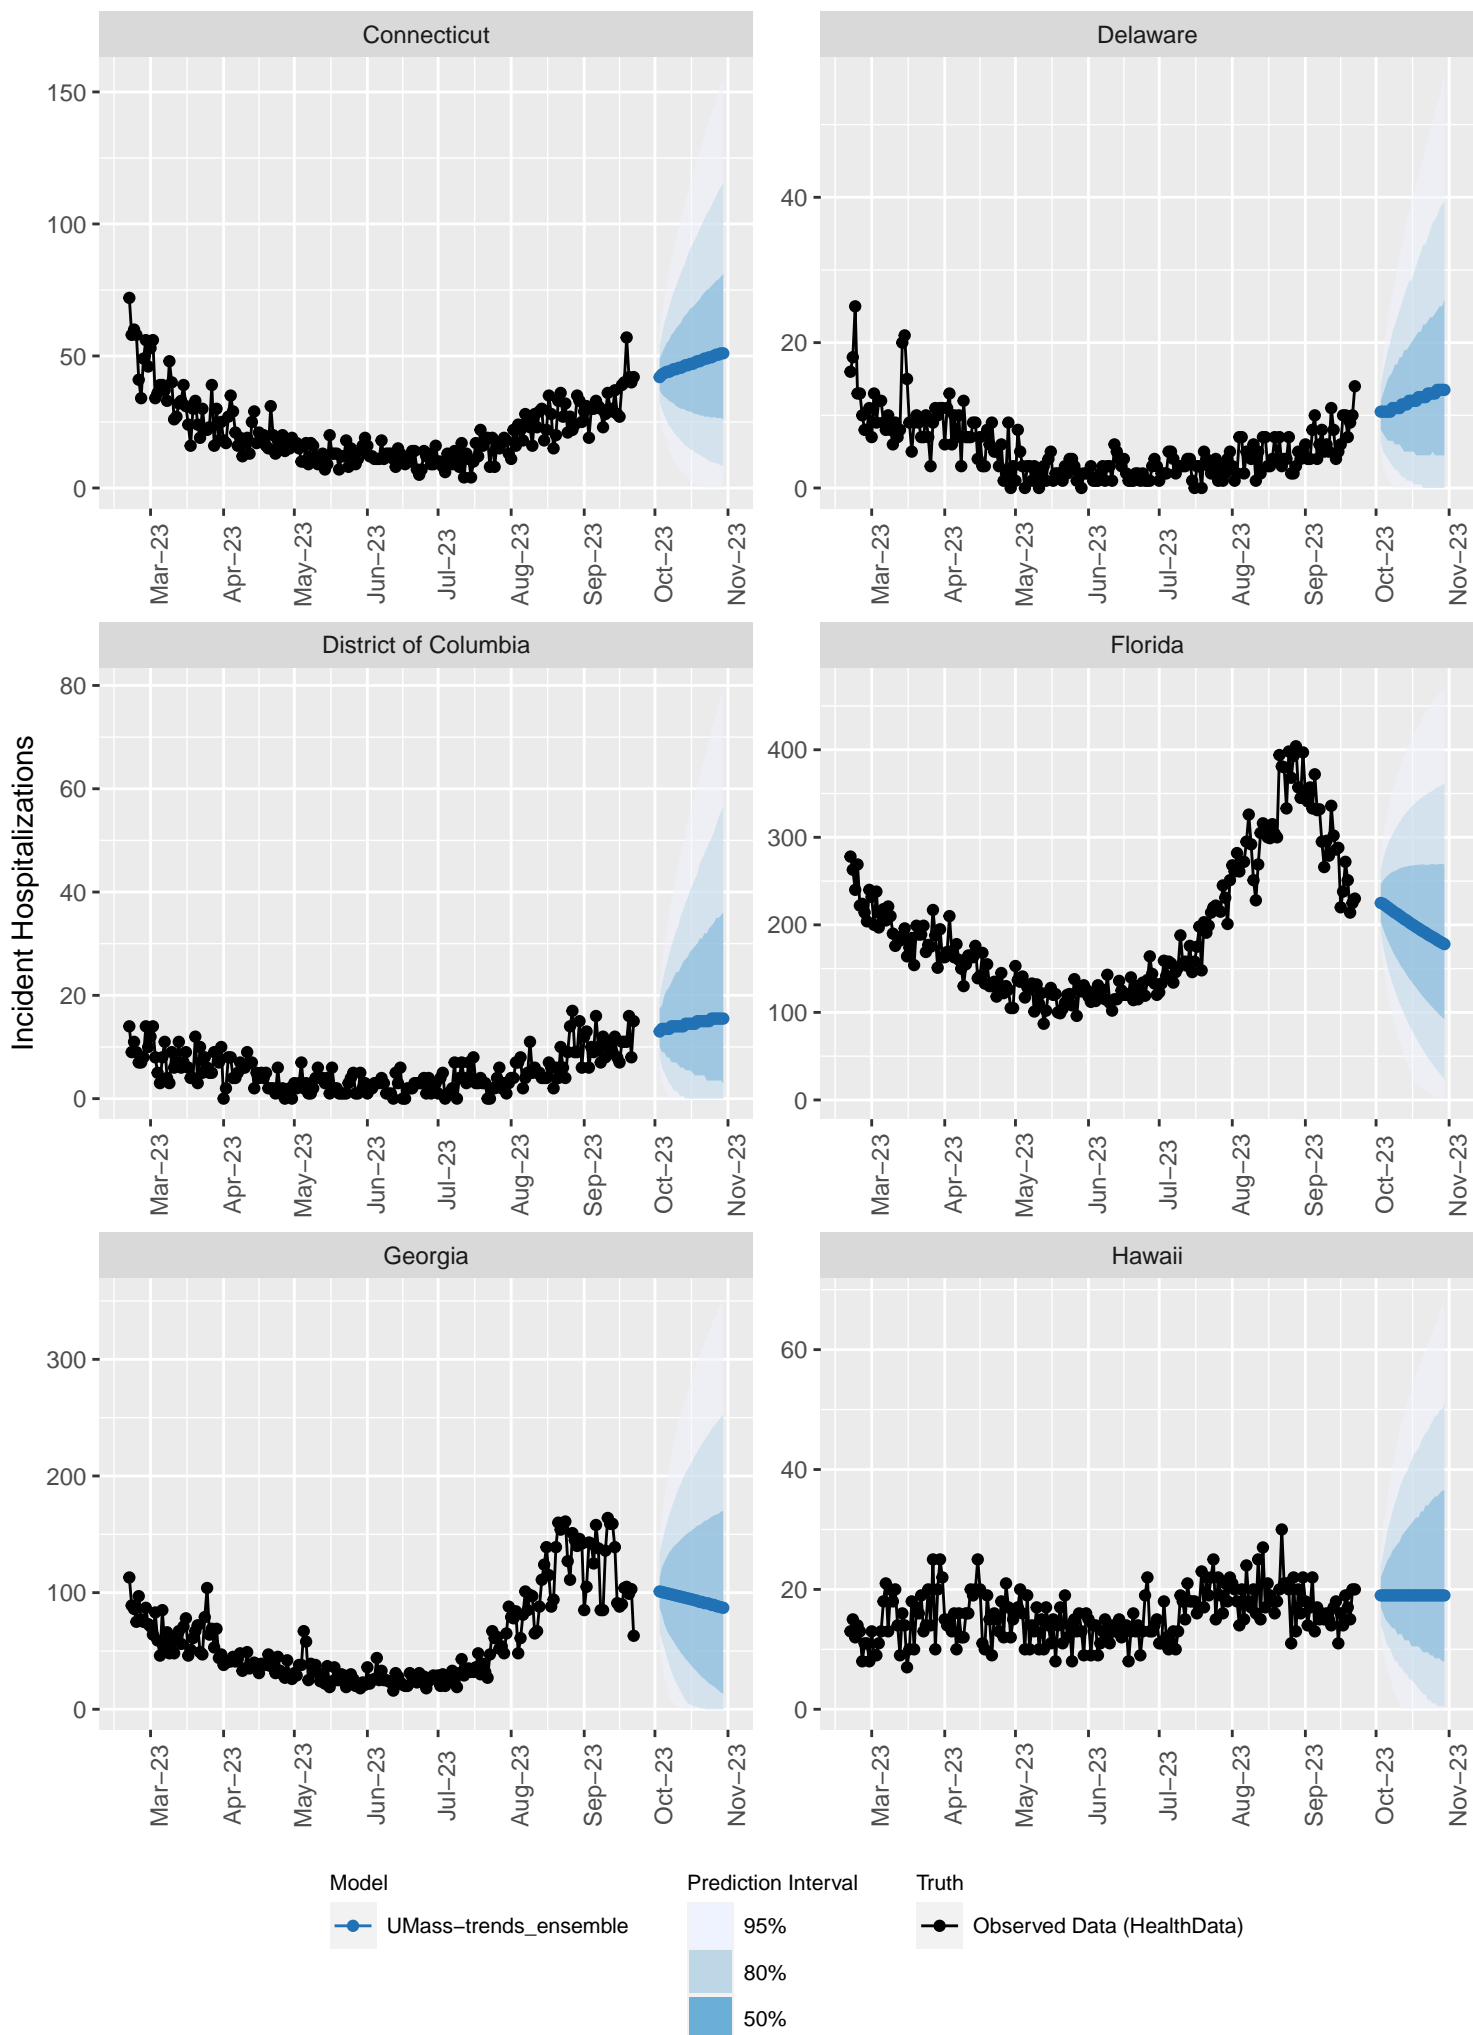 Connecticut
Delaware
150
100
50
0
40
20
0
Mar−23
Apr−23
May−23
Jun−23
Jul−23
Aug−23
Sep−23
Oct−23
Nov−23
Mar−23
Apr−23
May−23
Jun−23
Jul−23
Aug−23
Sep−23
Oct−23
Nov−23
District of Columbia
Florida
Incident Hospitalizations
80
60
40
20
0
400
300
200
100
0
Mar−23
Apr−23
May−23
Jun−23
Jul−23
Aug−23
Sep−23
Oct−23
Nov−23
Mar−23
Apr−23
May−23
Jun−23
Jul−23
Aug−23
Sep−23
Oct−23
Nov−23
Georgia
Hawaii
300
200
100
0
60
40
20
0
Mar−23
Apr−23
May−23
Jun−23
Jul−23
Aug−23
Sep−23
Oct−23
Nov−23
Mar−23
Apr−23
May−23
Jun−23
Jul−23
Aug−23
Sep−23
Oct−23
Nov−23
Model
UMass−trends_ensemble
Prediction Interval
95%
80%
50%
Truth
Observed Data (HealthData)